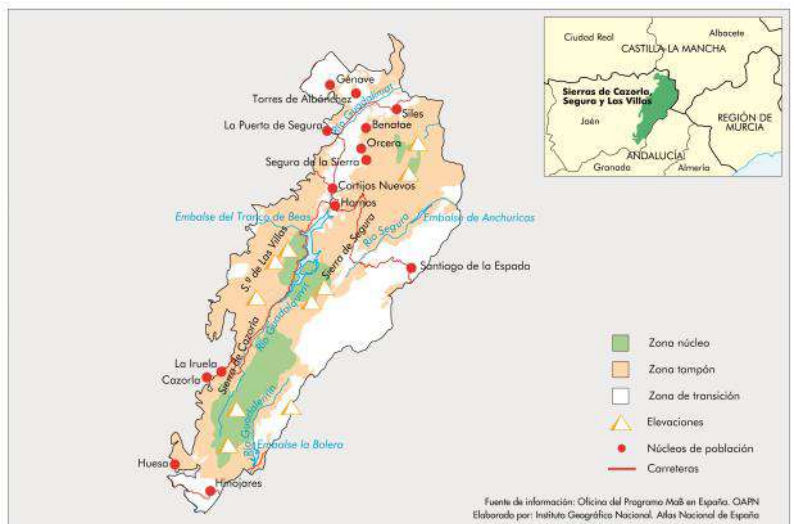 Génave
Torres de Albánchez
Siles
Río Guadalimar
La Puerta de Segura
Benatae
Orcera
Segura de la Sierra
Cortijos Nuevos
Hornos
Embalse del Tranco de Beas
Embalse de Anchuricas
Río Segura
Sierra de Segura
S.ª de Las Villas
Santiago de la Espada
Río Guadalquivir
Sierra de Cazorla
La Iruela
Cazorla
Río Guadalentín
Embalse la Bolera
Huesa
Hinojares
Ciudad Real
Albacete
CASTILLA-LA MANCHA
Sierras de Cazorla,
Segura y Las Villas
Jaén
REGIÓN DE
MURCIA
ANDALUCÍA
Granada
Almería
Zona núcleo
Zona tampón
Zona de transición
Elevaciones
Núcleos de población
Carreteras
Fuente de información: Oficina del Programa MaB en España. OAPN
Elaborado por: Instituto Geográfico Nacional. Atlas Nacional de España